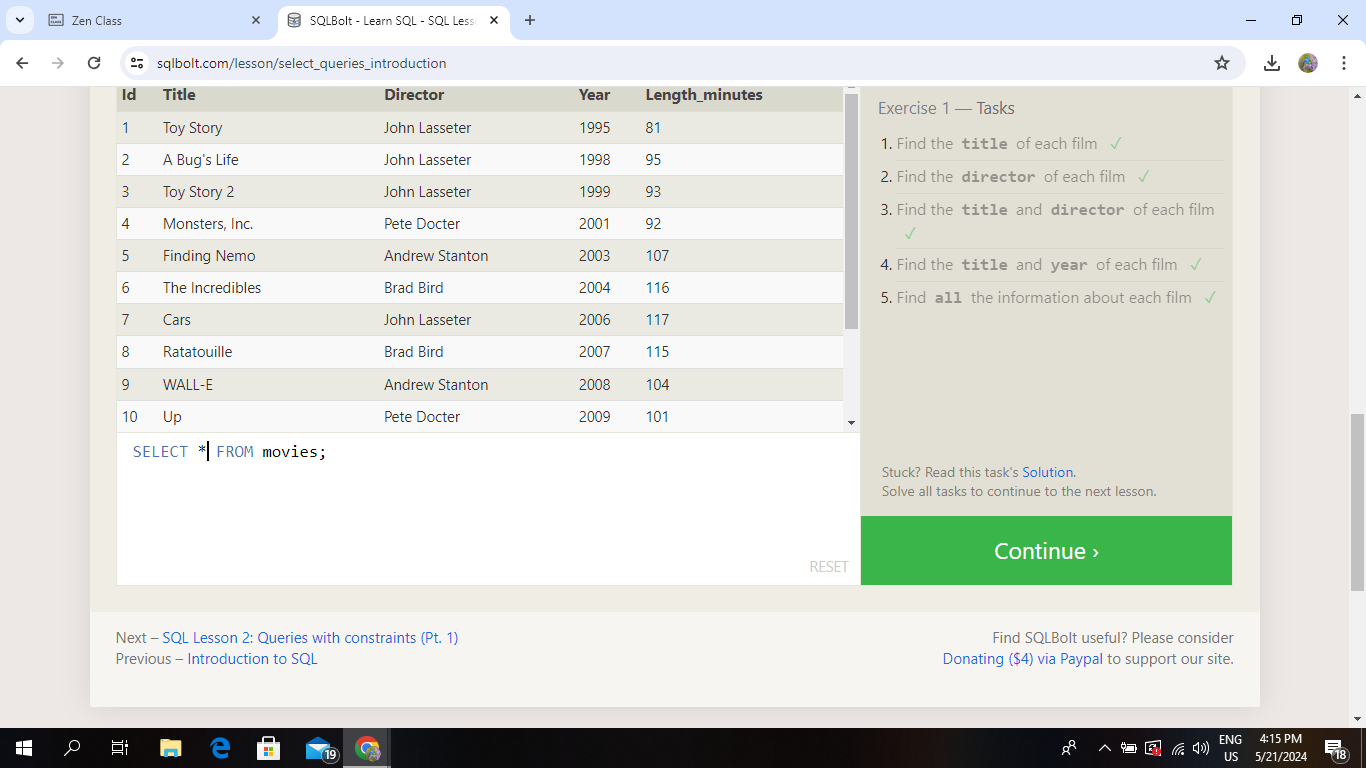 Zen Class
SQLBolt - Learn SQL - SQL Less
sqlbolt.com/lesson/select_queries_introduction
Id Title Director Year Length_minutes
1 Toy Story John Lasseter 1995 81
2 A Bug's Life John Lasseter 1998 95
3 Toy Story 2 John Lasseter 1999 93
4 Monsters, Inc. Pete Docter 2001 92
5 Finding Nemo Andrew Stanton 2003 107
6 The Incredibles Brad Bird 2004 116
7 Cars John Lasseter 2006 117
8 Ratatouille Brad Bird 2007 115
9 WALL-E Andrew Stanton 2008 104
10 Up Pete Docter 2009 101
SELECT * FROM movies;
RESET
Exercise 1 — Tasks
1. Find the title of each film ✓
2. Find the director of each film ✓
3. Find the title and director of each film
✓
4. Find the title and year of each film ✓
5. Find all the information about each film ✓
Stuck? Read this task's Solution.
Solve all tasks to continue to the next lesson.
Continue ›
Next – SQL Lesson 2: Queries with constraints (Pt. 1)
Previous – Introduction to SQL
Find SQLBolt useful? Please consider
Donating ($4) via Paypal to support our site.
19
ENG
US
4:15 PM
5/21/2024
18